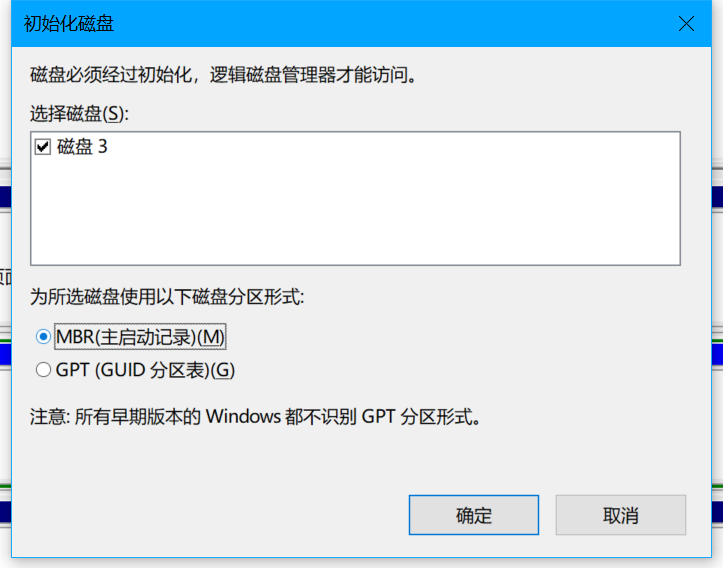 初始化磁盘
磁盘必须经过初始化，逻辑磁盘管理器才能访问。
选择磁盘(S):
磁盘 3
为所选磁盘使用以下磁盘分区形式:
MBR(主启动记录)(M)
GPT (GUID 分区表)(G)
注意: 所有早期版本的 Windows 都不识别 GPT 分区形式。
确定 取消